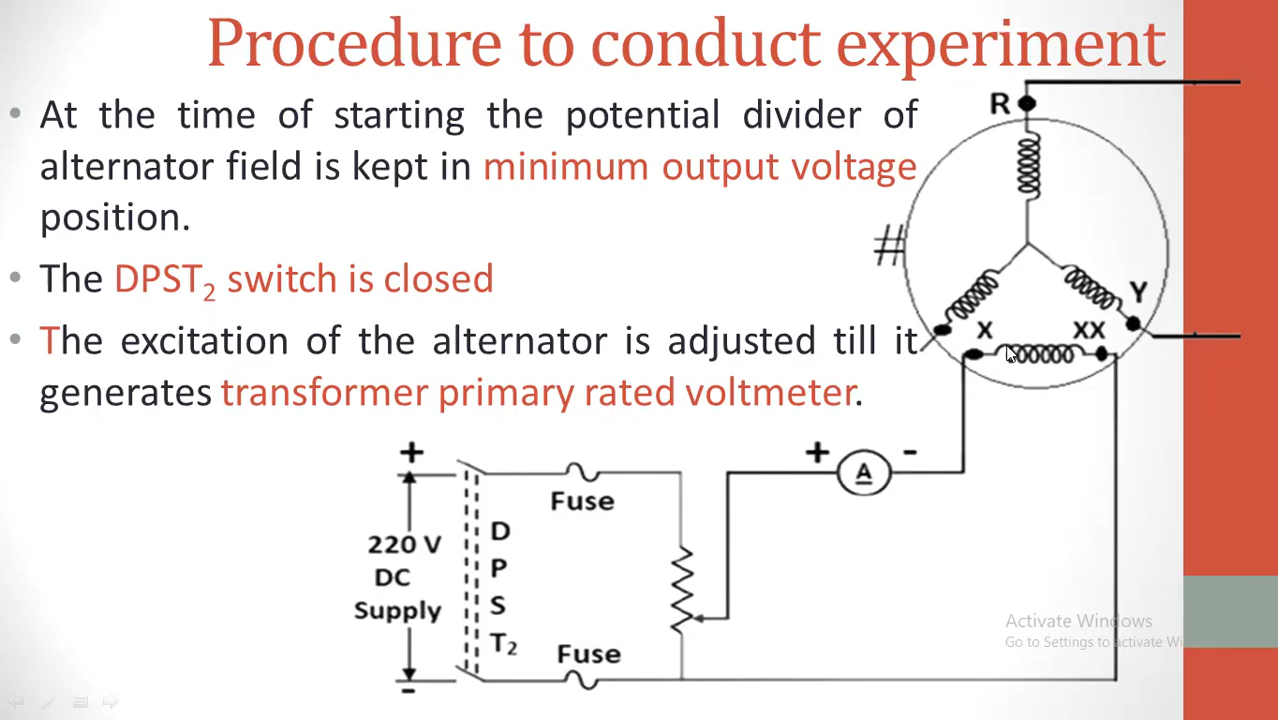 Procedure to conduct experiment
• At the time of starting the potential divider of
alternator field is kept in minimum output voltage
position.
• The DPST₂ switch is closed
• The excitation of the alternator is adjusted till it
generates transformer primary rated voltmeter.
R
#
Y
X
XX
+
-
A
+
Fuse
220 V
DC
Supply
D
P
S
T₂
Fuse
-
Activate Windows
Go to Settings to activate Wi